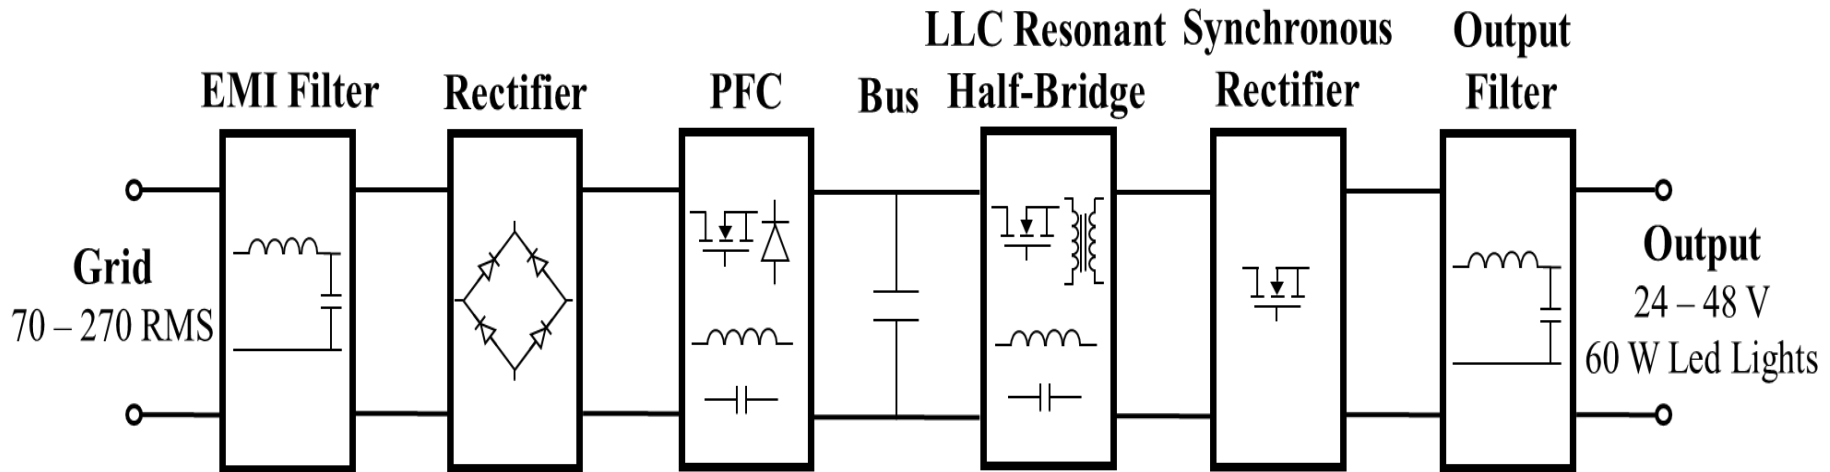 EMI Filter
Rectifier
PFC
Bus
LLC Resonant
Half-Bridge
Synchronous
Rectifier
Output
Filter
Grid
70 – 270 RMS
Output
24 – 48 V
60 W Led Lights